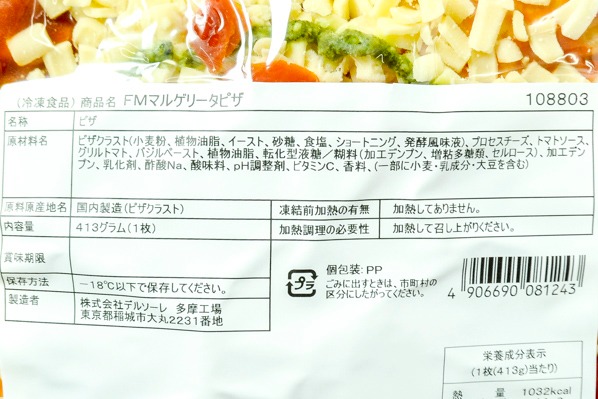 (冷凍食品) 商品名 FMマルゲリータピザ 108803
名称 ピザ
原材料名 ピザクラスト(小麦粉、植物油脂、イースト、砂糖、食塩、ショートニング、発酵風味液)、プロセスチーズ、トマトソース、
グリルトマト、バジルペースト、植物油脂、転化型液糖/糊料(加工デンプン、増粘多糖類、セルロース)、加工デン
プン、乳化剤、酢酸Na、酸味料、pH調整剤、ビタミンC、香料、(一部に小麦・乳成分・大豆を含む)
原料原産地名 国内製造(ピザクラスト) 凍結前加熱の有無 加熱してありません。
内容量 413グラム(1枚) 加熱調理の必要性 加熱して召し上がりください。
賞味期限
保存方法 −18℃以下で保存してください。
製造者 株式会社デルソーレ 多摩工場
東京都稲城市大丸2231番地
プラ
個包装:PP
ごみに出すときは、市町村の
区分にしたがってください。
4 906690 081243
栄養成分表示
(1枚(413g)当たり)
熱 量 1032kcal